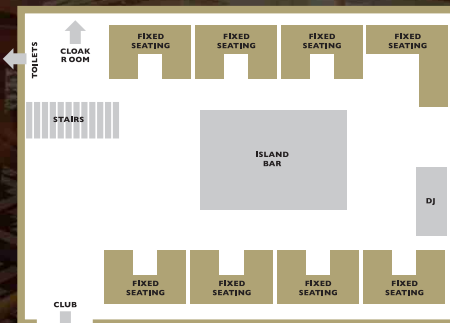 TOILETS
CLOAK
ROOM
FIXED
SEATING
FIXED
SEATING
FIXED
SEATING
FIXED
SEATING
STAIRS
ISLAND
BAR
DJ
FIXED
SEATING
FIXED
SEATING
FIXED
SEATING
FIXED
SEATING
CLUB